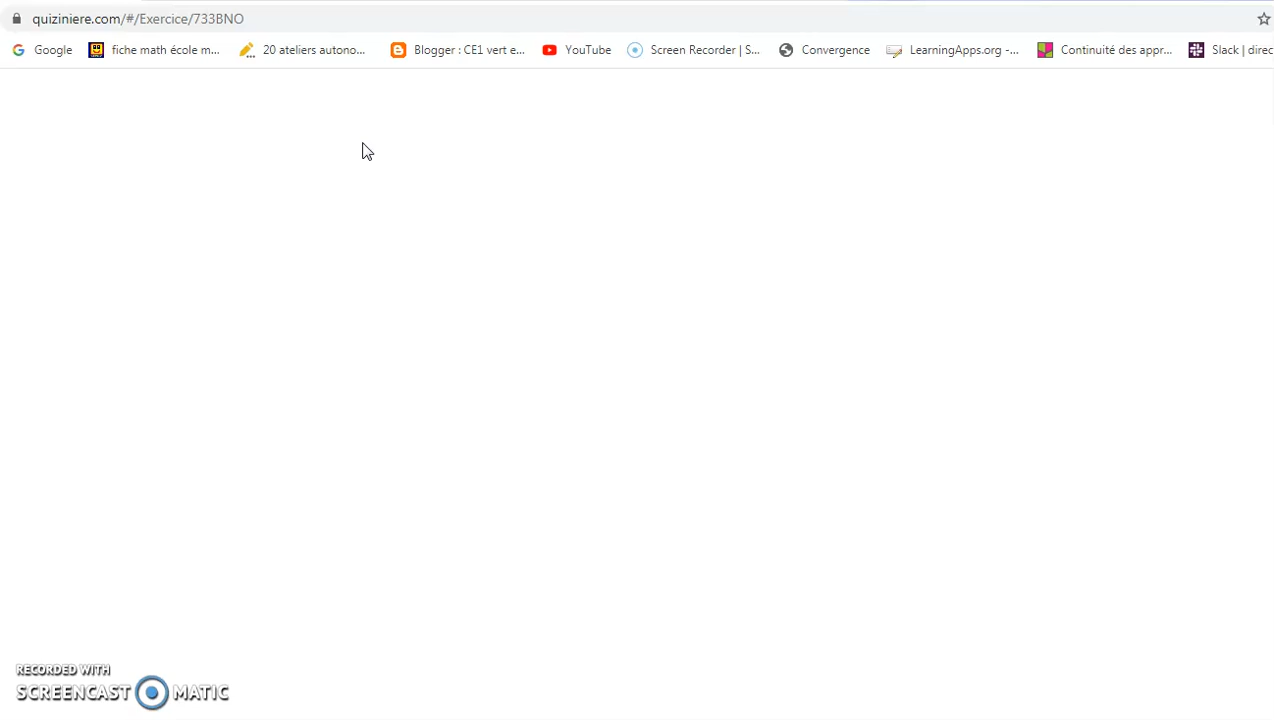 quiziniere.com/#/Exercice/733BNO
Google fiche math école m... 20 ateliers autono... Blogger : CE1 vert e... YouTube Screen Recorder | S... Convergence LearningApps.org -... Continuité des appr... Slack | direc
RECORDED WITH
SCREENCAST MATIC